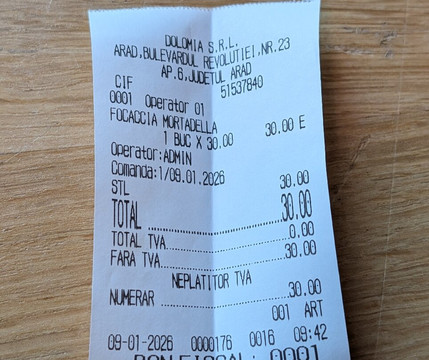 DOLOMIA S.R.L.
ARAD,BULEVARDUL REVOLUTIEI,NR.23
AP.6,JUDETUL ARAD
CIF 51537840
0001 Operator 01
FOCACCIA MORTADELLA
1 BUC X 30.00 30.00 E
Operator:ADMIN
Comanda:1/09.01.2026
STL 30.00
TOTAL 30.00
TOTAL TVA 0.00
FARA TVA 30.00
NEPLATITOR TVA
NUMERAR 30.00
001 ART
09-01-2026 0000176 0016 09:42
BON FISCAL: 0001